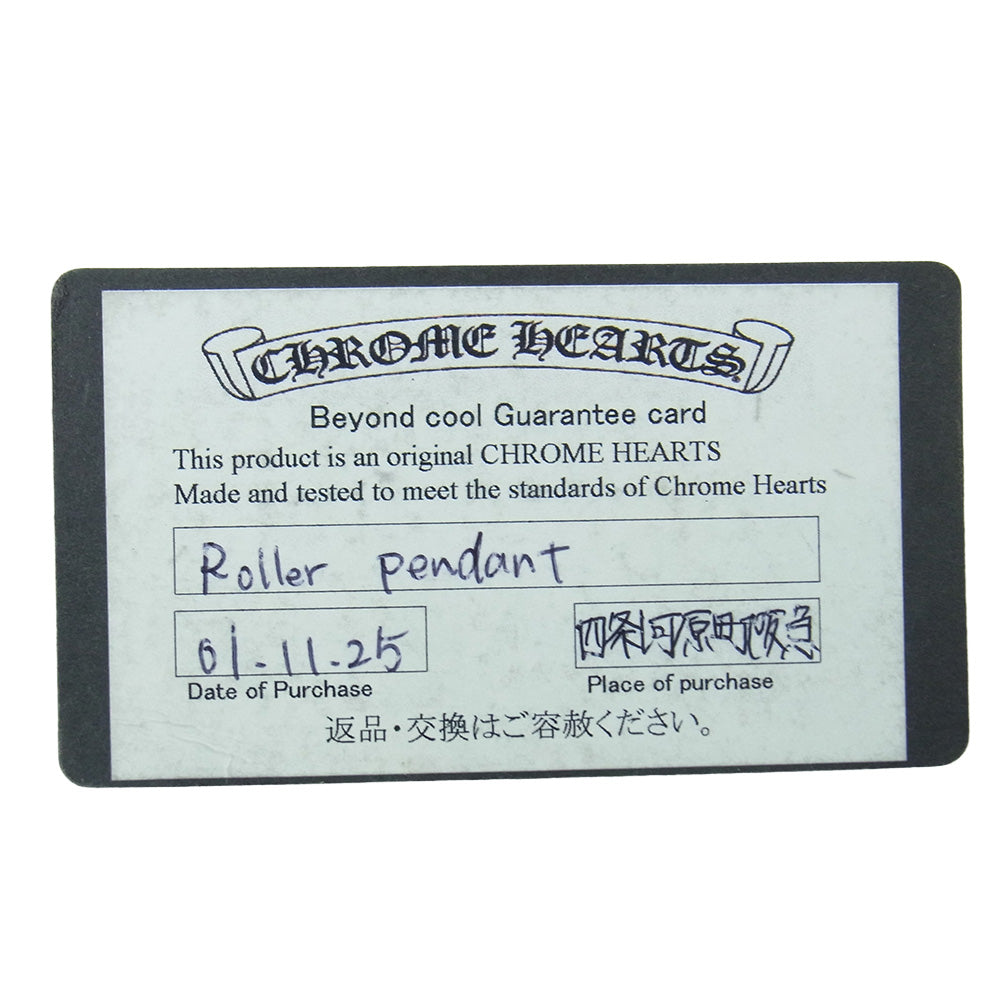 CHROME HEARTS
Beyond cool Guarantee card
This product is an original CHROME HEARTS
Made and tested to meet the standards of Chrome Hearts
Roller pendant
01.11.25
四条河原町阪急
Date of Purchase
Place of purchase
返品・交換はご容赦ください。